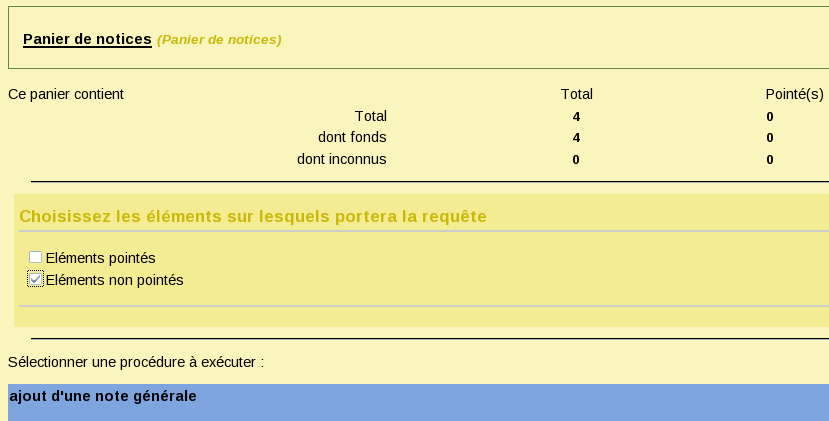 Panier de notices (Panier de notices)
Ce panier contient Total Pointé(s)
Total 4 0
dont fonds 4 0
dont inconnus 0 0
Choisissez les éléments sur lesquels portera la requête
Eléments pointés
Eléments non pointés
Sélectionner une procédure à exécuter :
ajout d'une note générale